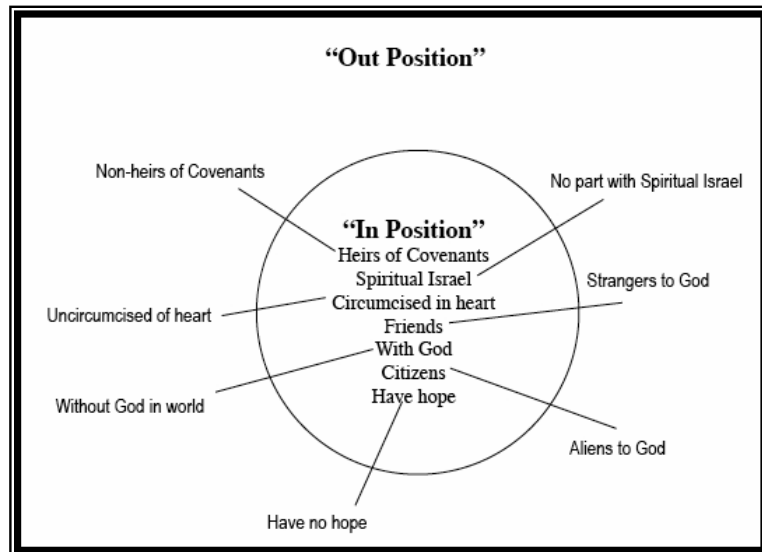 “Out Position”
Non-heirs of Covenants
No part with Spiritual Israel
“In Position”
Heirs of Covenants
Spiritual Israel
Circumcised in heart
Friends
With God
Citizens
Have hope
Strangers to God
Uncircumcised of heart
Without God in world
Aliens to God
Have no hope